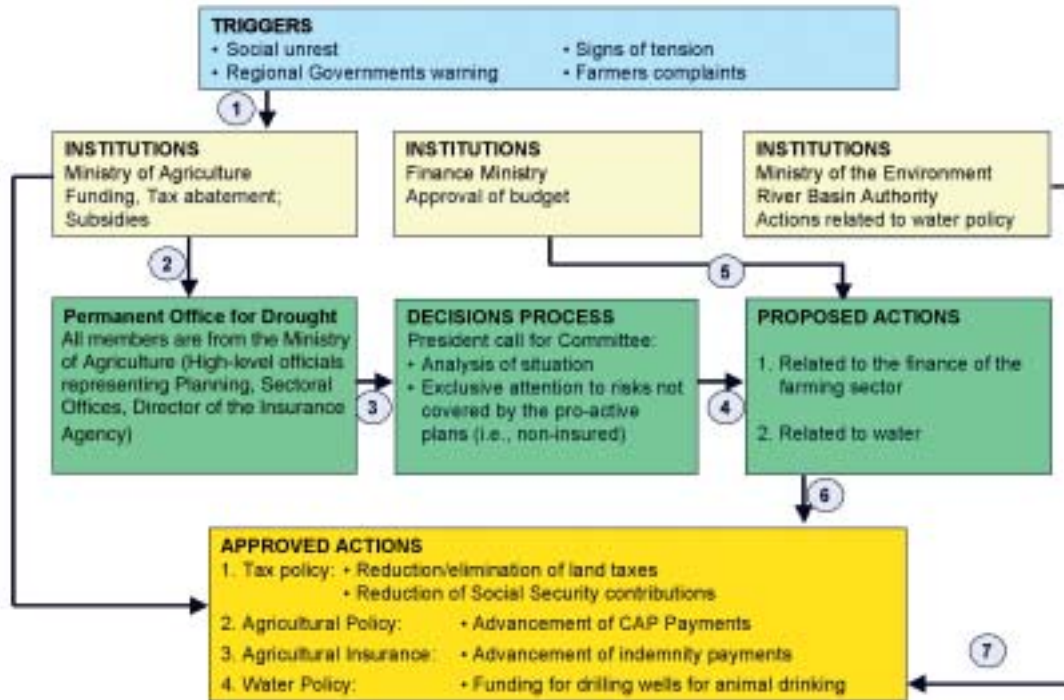 TRIGGERS
• Social unrest
• Regional Governments warning
• Signs of tension
• Farmers complaints
1
INSTITUTIONS
Ministry of Agriculture
Funding, Tax abatement;
Subsidies
INSTITUTIONS
Finance Ministry
Approval of budget
INSTITUTIONS
Ministry of the Environment
River Basin Authority
Actions related to water policy
2
5
Permanent Office for Drought
All members are from the Ministry
of Agriculture (High-level officials
representing Planning, Sectoral
Offices, Director of the Insurance
Agency)
3
DECISIONS PROCESS
President call for Committee:
• Analysis of situation
• Exclusive attention to risks not
covered by the pro-active
plans (i.e., non-insured)
4
PROPOSED ACTIONS
1. Related to the finance of the
farming sector
2. Related to water
6
APPROVED ACTIONS
1. Tax policy: • Reduction/elimination of land taxes
• Reduction of Social Security contributions
2. Agricultural Policy: • Advancement of CAP Payments
3. Agricultural Insurance: • Advancement of indemnity payments
4. Water Policy: • Funding for drilling wells for animal drinking
7